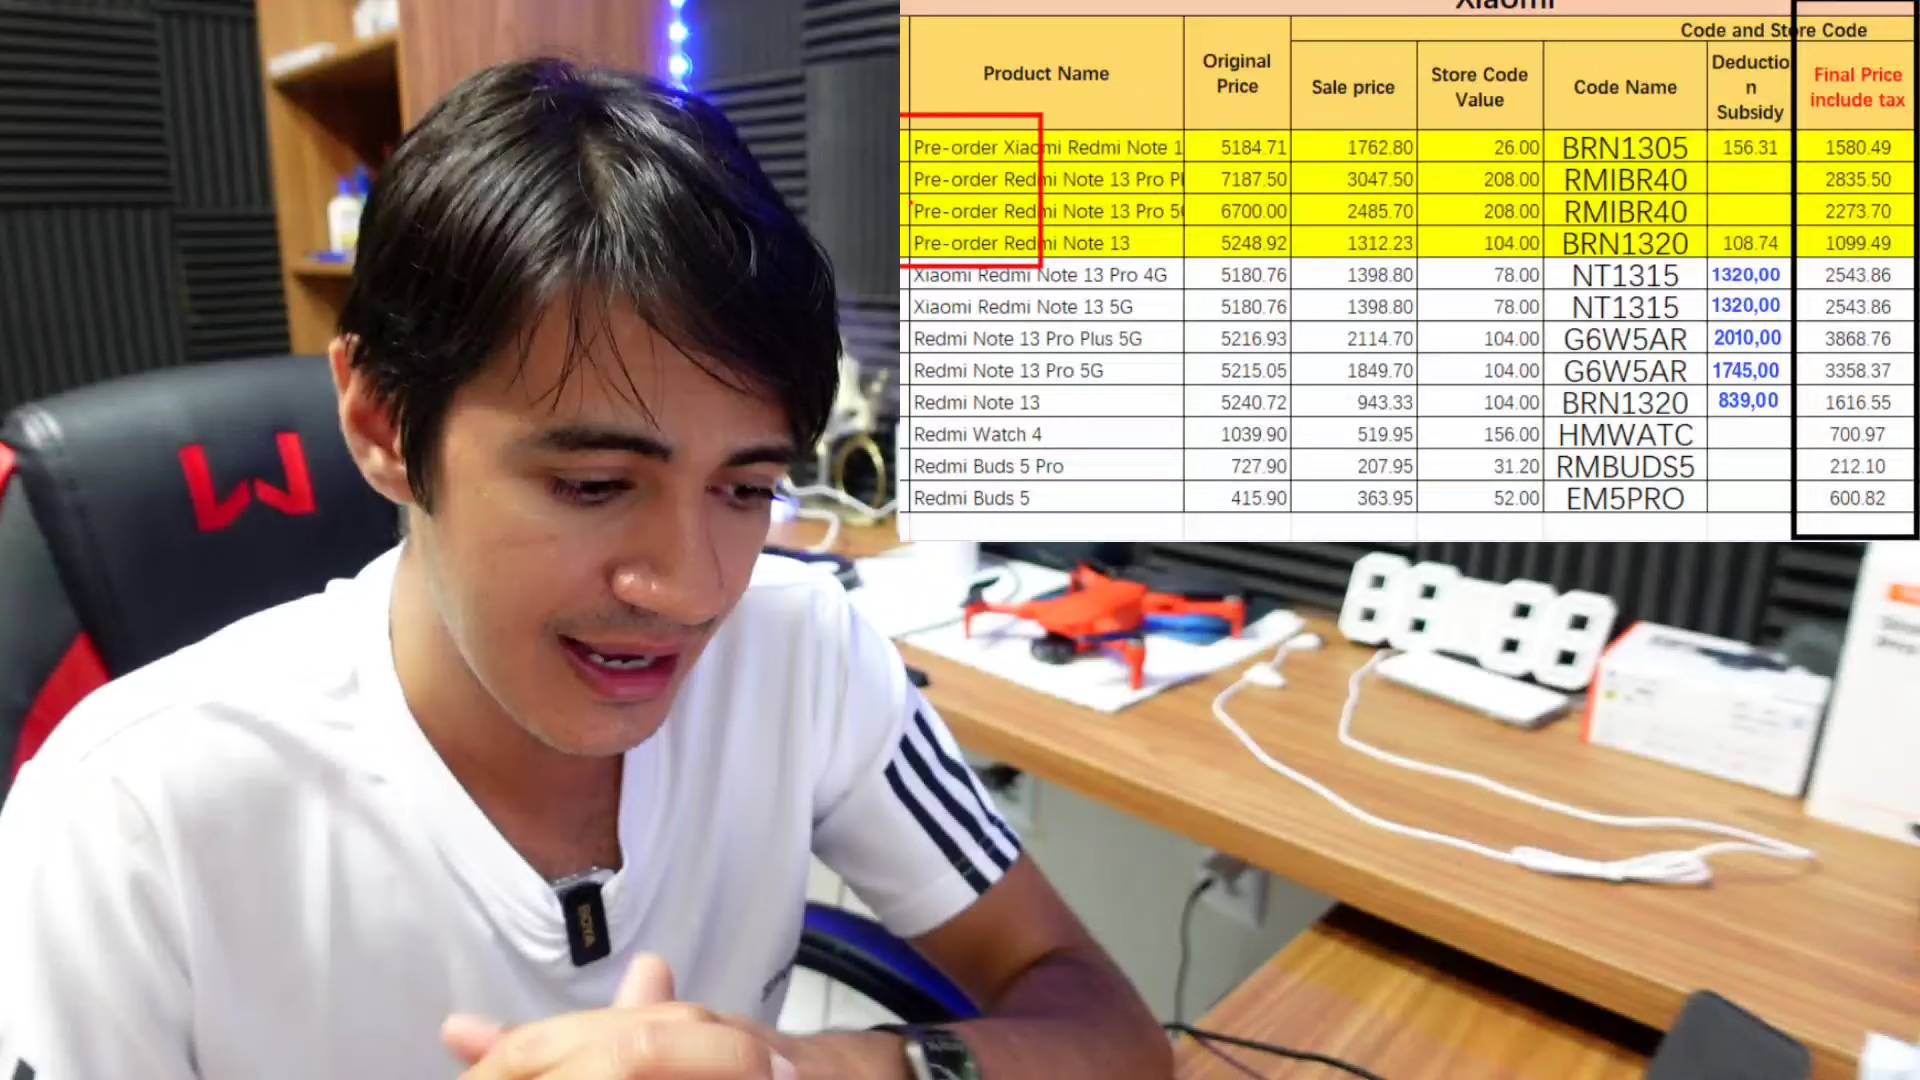 Xiaomi
Code and Store Code
Product Name
Original Price
Sale price
Store Code Value
Code Name
Deduction Subsidy
Final Price include tax
Pre-order Xiaomi Redmi Note 1 5184.71 1762.80 26.00 BRN1305 156.31 1580.49
Pre-order Redmi Note 13 Pro Pl 7187.50 3047.50 208.00 RMIBR40 2835.50
Pre-order Redmi Note 13 Pro 5G 6700.00 2485.70 208.00 RMIBR40 2273.70
Pre-order Redmi Note 13 5248.92 1312.23 104.00 BRN1320 108.74 1099.49
Xiaomi Redmi Note 13 Pro 4G 5180.76 1398.80 78.00 NT1315 1320,00 2543.86
Xiaomi Redmi Note 13 5G 5180.76 1398.80 78.00 NT1315 1320,00 2543.86
Redmi Note 13 Pro Plus 5G 5216.93 2114.70 104.00 G6W5AR 2010,00 3868.76
Redmi Note 13 Pro 5G 5215.05 1849.70 104.00 G6W5AR 1745,00 3358.37
Redmi Note 13 5240.72 943.33 104.00 BRN1320 839,00 1616.55
Redmi Watch 4 1039.90 519.95 156.00 HMWATC 700.97
Redmi Buds 5 Pro 727.90 207.95 31.20 RMBUDS5 212.10
Redmi Buds 5 415.90 363.95 52.00 EM5PRO 600.82
BOYA